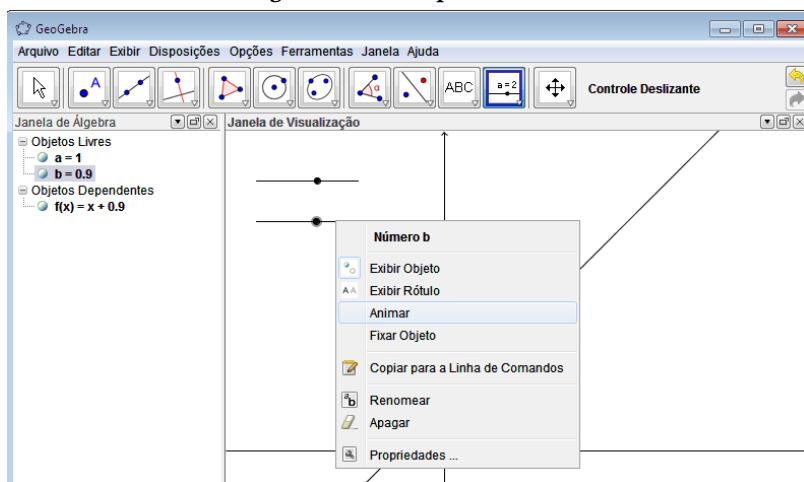 GeoGebra
Arquivo Editar Exibir Disposições Opções Ferramentas Janela Ajuda
A
α
ABC
a=2
Controle Deslizante
Janela de Álgebra
Janela de Visualização
Objetos Livres
a = 1
b = 0.9
Objetos Dependentes
f(x) = x + 0.9
Número b
Exibir Objeto
AA Exibir Rótulo
Animar
Fixar Objeto
Copiar para a Linha de Comandos
ab Renomear
Apagar
Propriedades ...